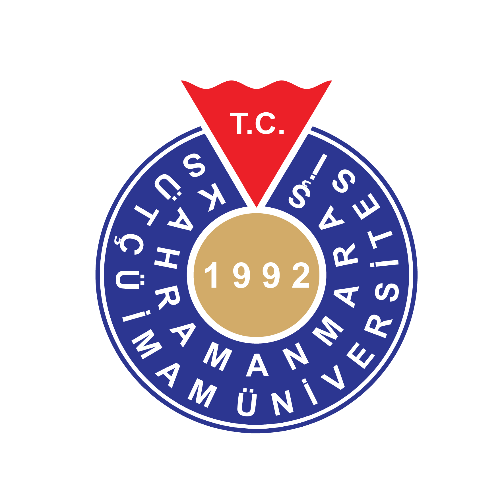 T.C.
KAHRAMANMARAŞ
SÜTÇÜ İMAM ÜNİVERSİTESİ
1992